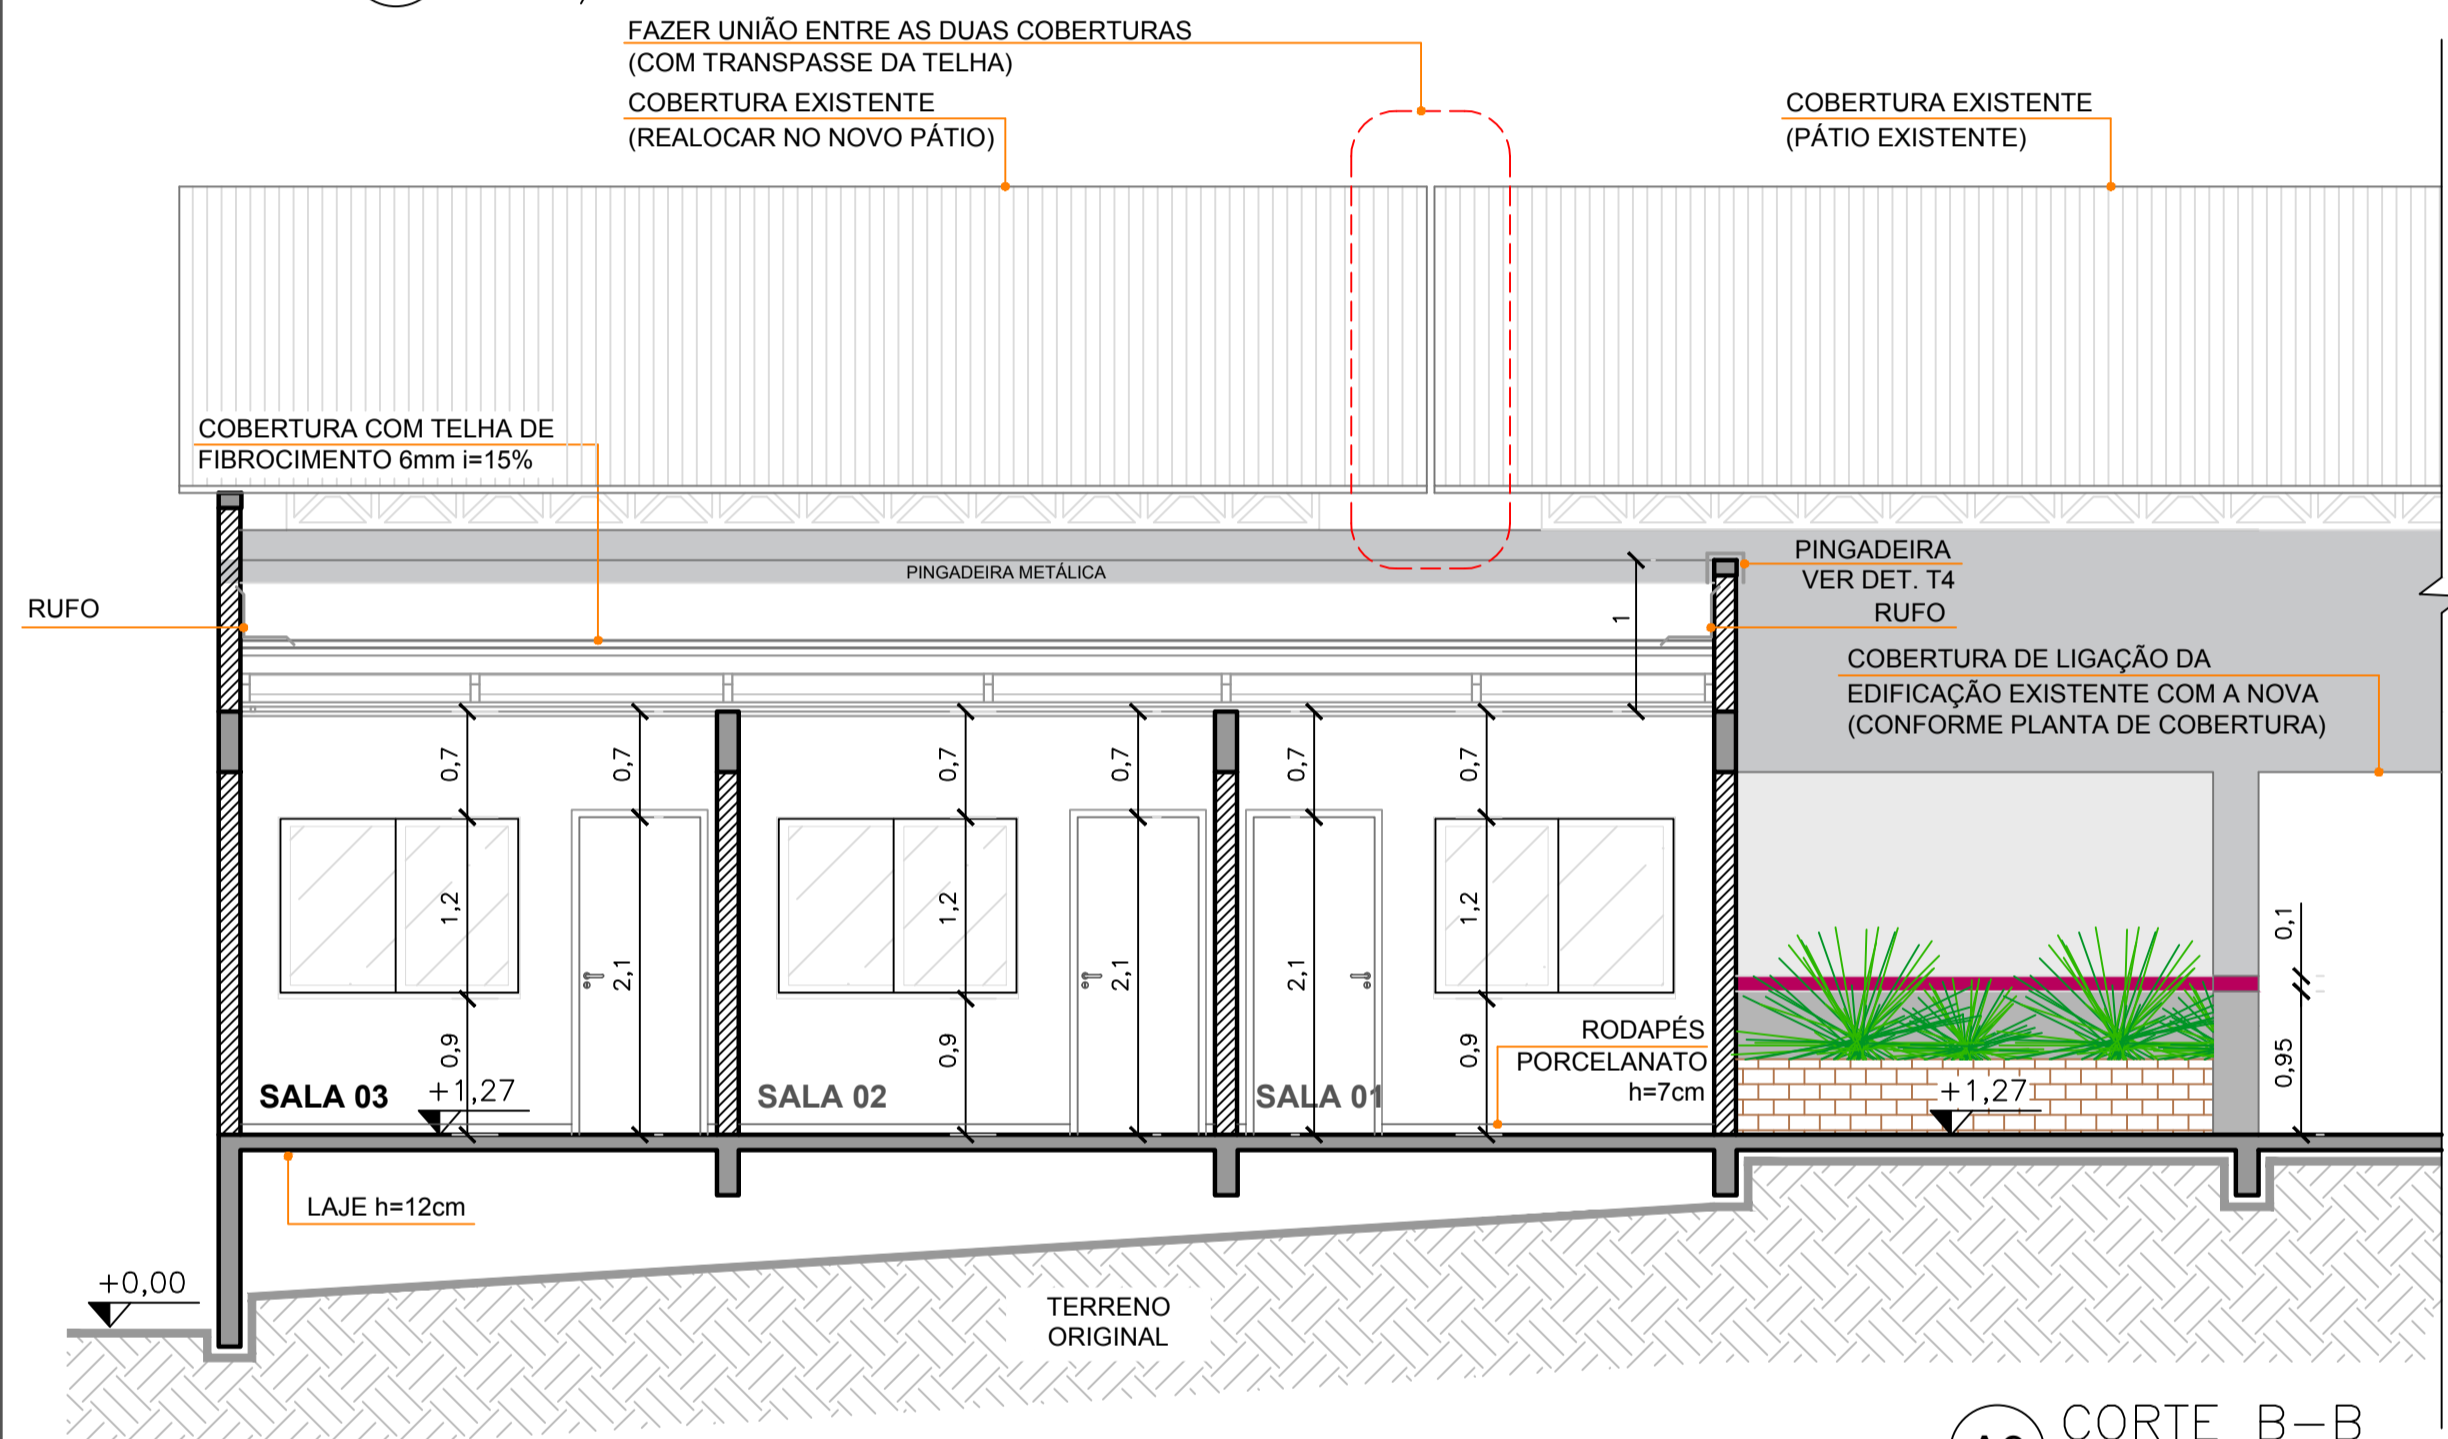 FAZER UNIÃO ENTRE AS DUAS COBERTURAS
(COM TRANSPASSE DA TELHA)
COBERTURA EXISTENTE
(REALOCAR NO NOVO PÁTIO)
COBERTURA EXISTENTE
(PÁTIO EXISTENTE)
COBERTURA COM TELHA DE
FIBROCIMENTO 6mm i=15%
PINGADEIRA METÁLICA
PINGADEIRA
VER DET. T4
RUFO
RUFO
1
COBERTURA DE LIGAÇÃO DA
EDIFICAÇÃO EXISTENTE COM A NOVA
(CONFORME PLANTA DE COBERTURA)
0,7
0,7
0,7
0,7
0,7
0,7
1,2
2,1
1,2
2,1
2,1
1,2
0,1
0,9
0,9
0,9
0,95
RODAPÉS
PORCELANATO
h=7cm
SALA 03
+1,27
SALA 02
SALA 01
+1,27
LAJE h=12cm
+0,00
TERRENO
ORIGINAL
CORTE B-B